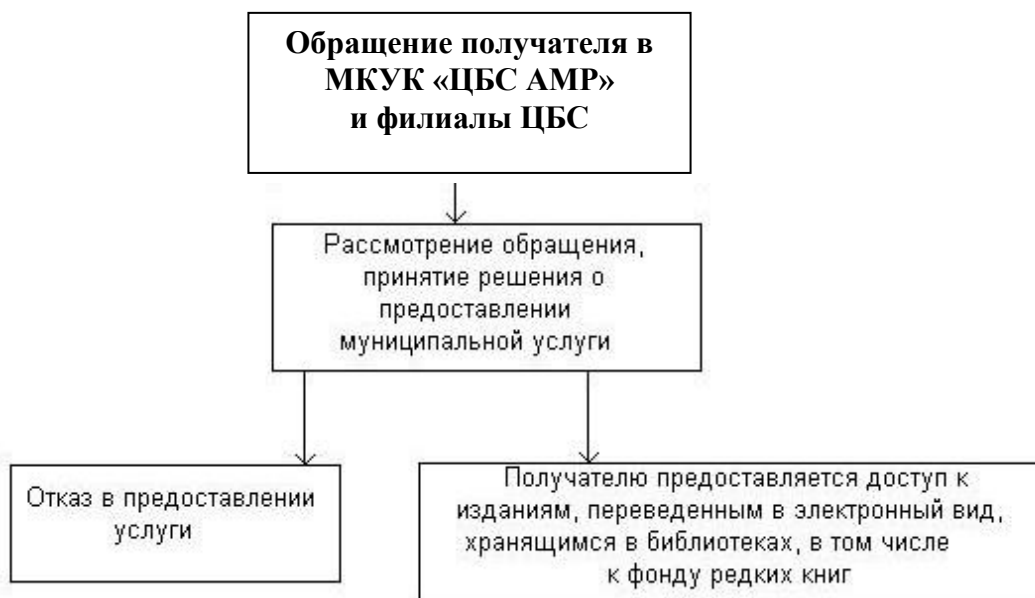 Обращение получателя в
МКУК «ЦБС АМР»
и филиалы ЦБС
Рассмотрение обращения,
принятие решения о
предоставлении
муниципальной услуги
Отказ в предоставлении
услуги
Получателю предоставляется доступ к
изданиям, переведенным в электронный вид,
хранящимся в библиотеках, в том числе
к фонду редких книг